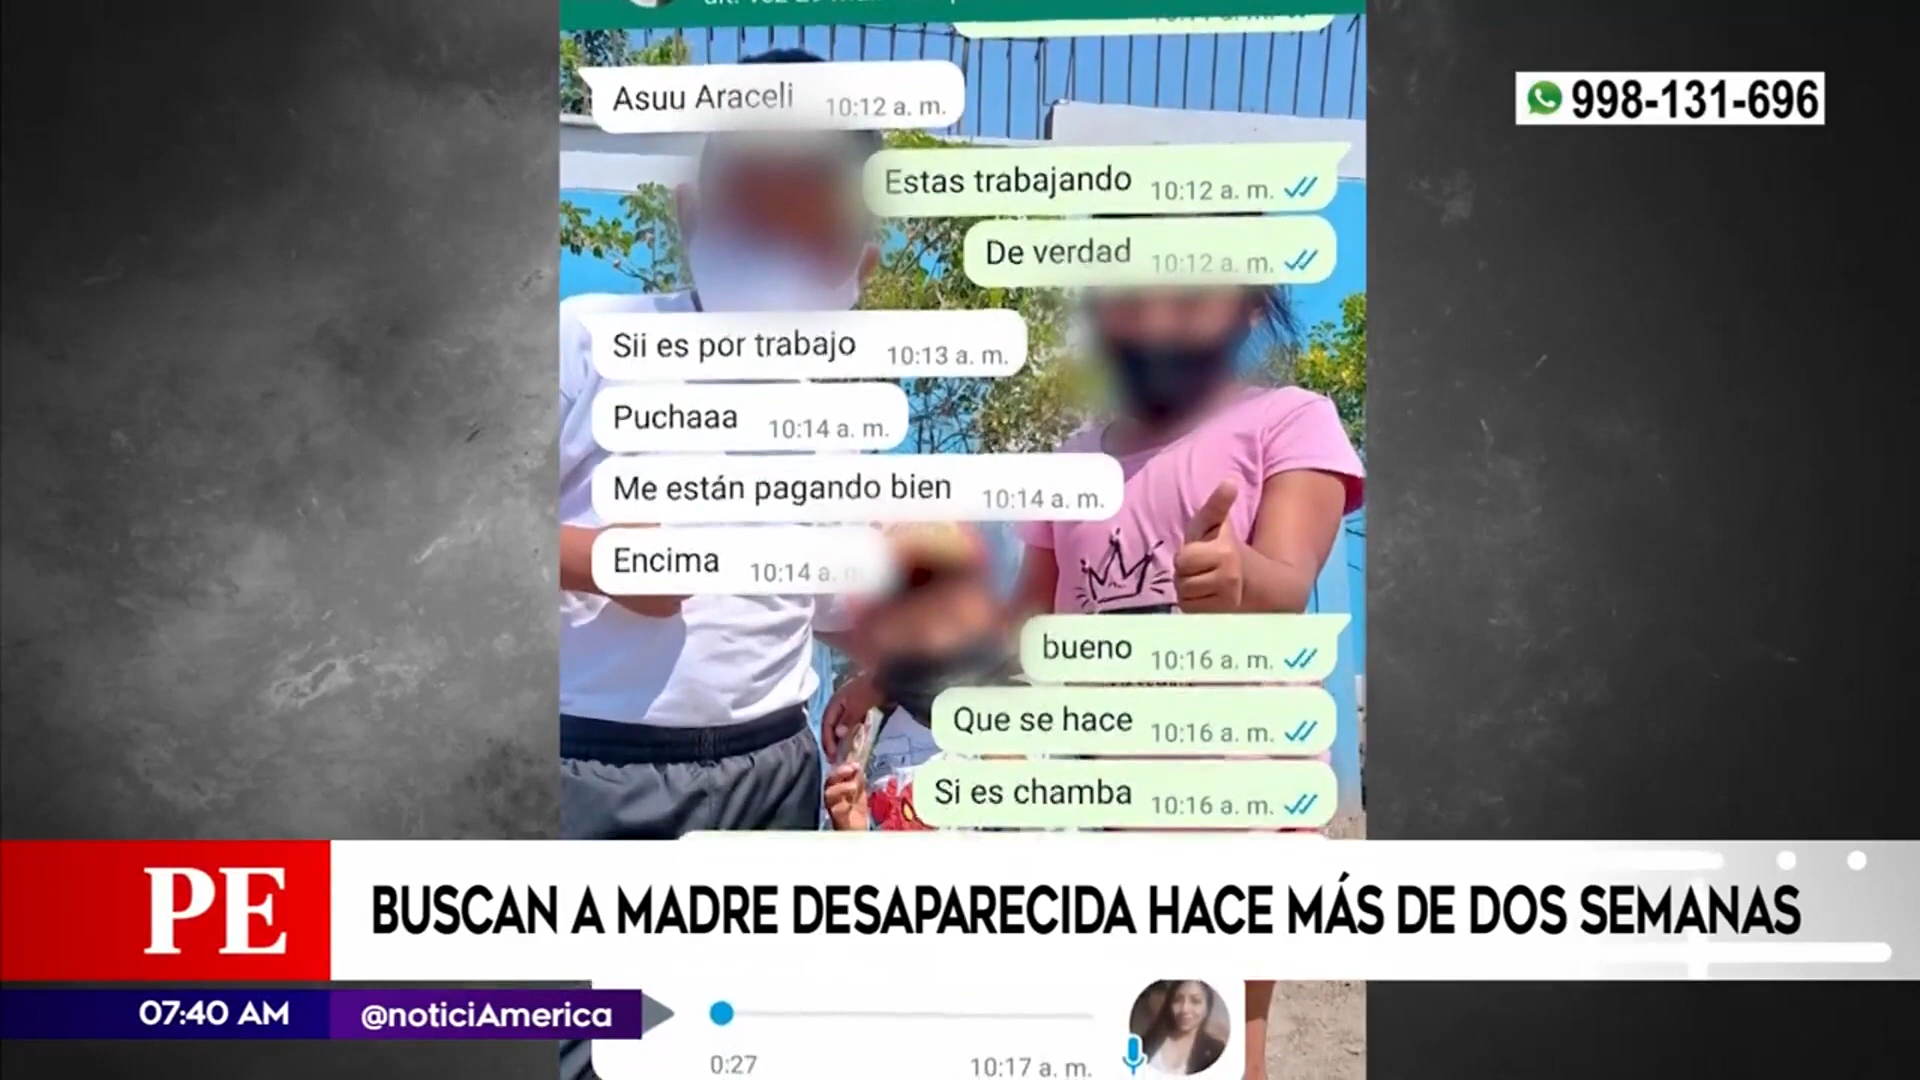 Asuu Araceli 10:12 a. m.
998-131-696
Estas trabajando 10:12 a. m.
De verdad 10:12 a. m.
Sii es por trabajo 10:13 a. m.
Puchaaa 10:14 a. m.
Me están pagando bien 10:14 a. m.
Encima 10:14 a.
bueno 10:16 a. m.
Que se hace 10:16 a. m.
Si es chamba 10:16 a. m.
PE
BUSCAN A MADRE DESAPARECIDA HACE MÁS DE DOS SEMANAS
07:40 AM
@noticiAmerica
0:27
10:17 a. m.